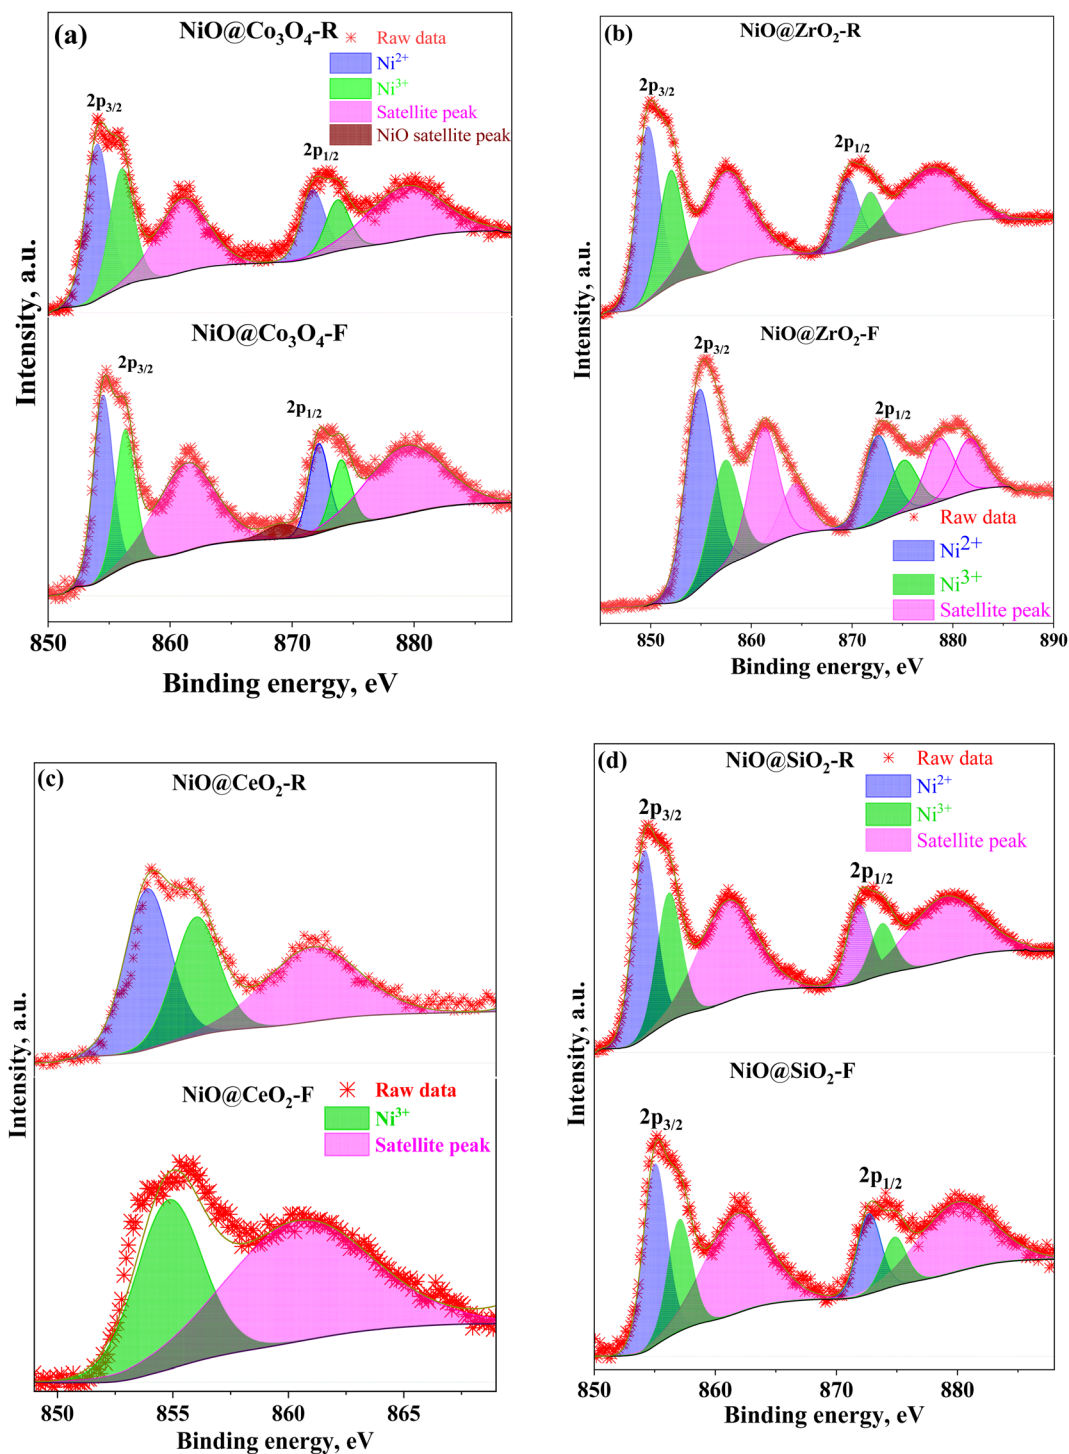 (a)
NiO@Co₃O₄-R
Raw data
Ni²⁺
Ni³⁺
Satellite peak
NiO satellite peak
2p₃/₂
2p₁/₂
NiO@Co₃O₄-F
2p₃/₂
2p₁/₂
Intensity, a.u.
850 860 870 880
Binding energy, eV
(b)
NiO@ZrO₂-R
2p₃/₂
2p₁/₂
NiO@ZrO₂-F
2p₃/₂
2p₁/₂
Raw data
Ni²⁺
Ni³⁺
Satellite peak
Intensity, a.u.
850 860 870 880 890
Binding energy, eV
(c)
NiO@CeO₂-R
NiO@CeO₂-F
Raw data
Ni³⁺
Satellite peak
Intensity, a.u.
850 855 860 865
Binding energy, eV
(d)
NiO@SiO₂-R
Raw data
Ni²⁺
Ni³⁺
Satellite peak
2p₃/₂
2p₁/₂
NiO@SiO₂-F
2p₃/₂
2p₁/₂
Intensity, a.u.
850 860 870 880
Binding energy, eV